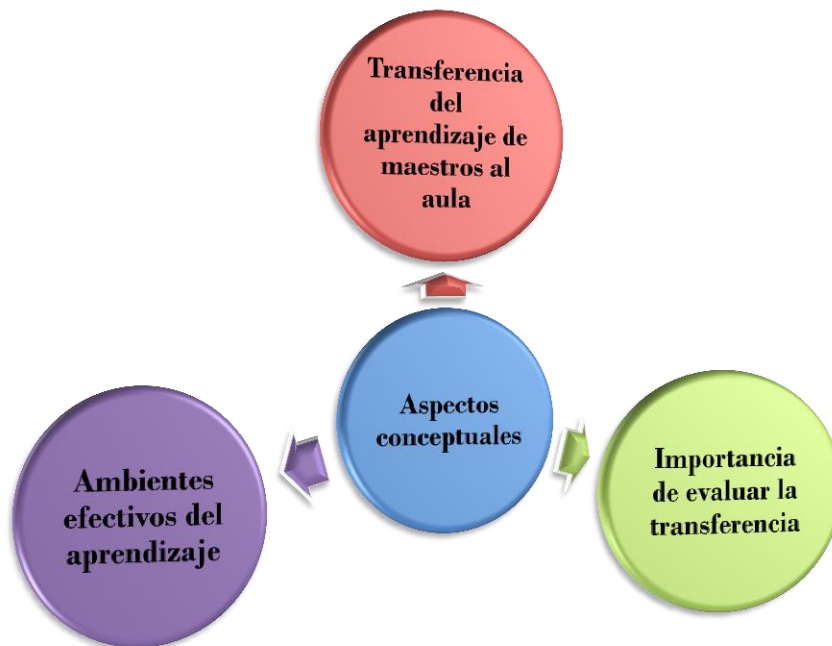 Transferencia
del
aprendizaje de
maestros al
aula
Aspectos
conceptuales
Ambientes
efectivos del
aprendizaje
Importancia
de evaluar la
transferencia